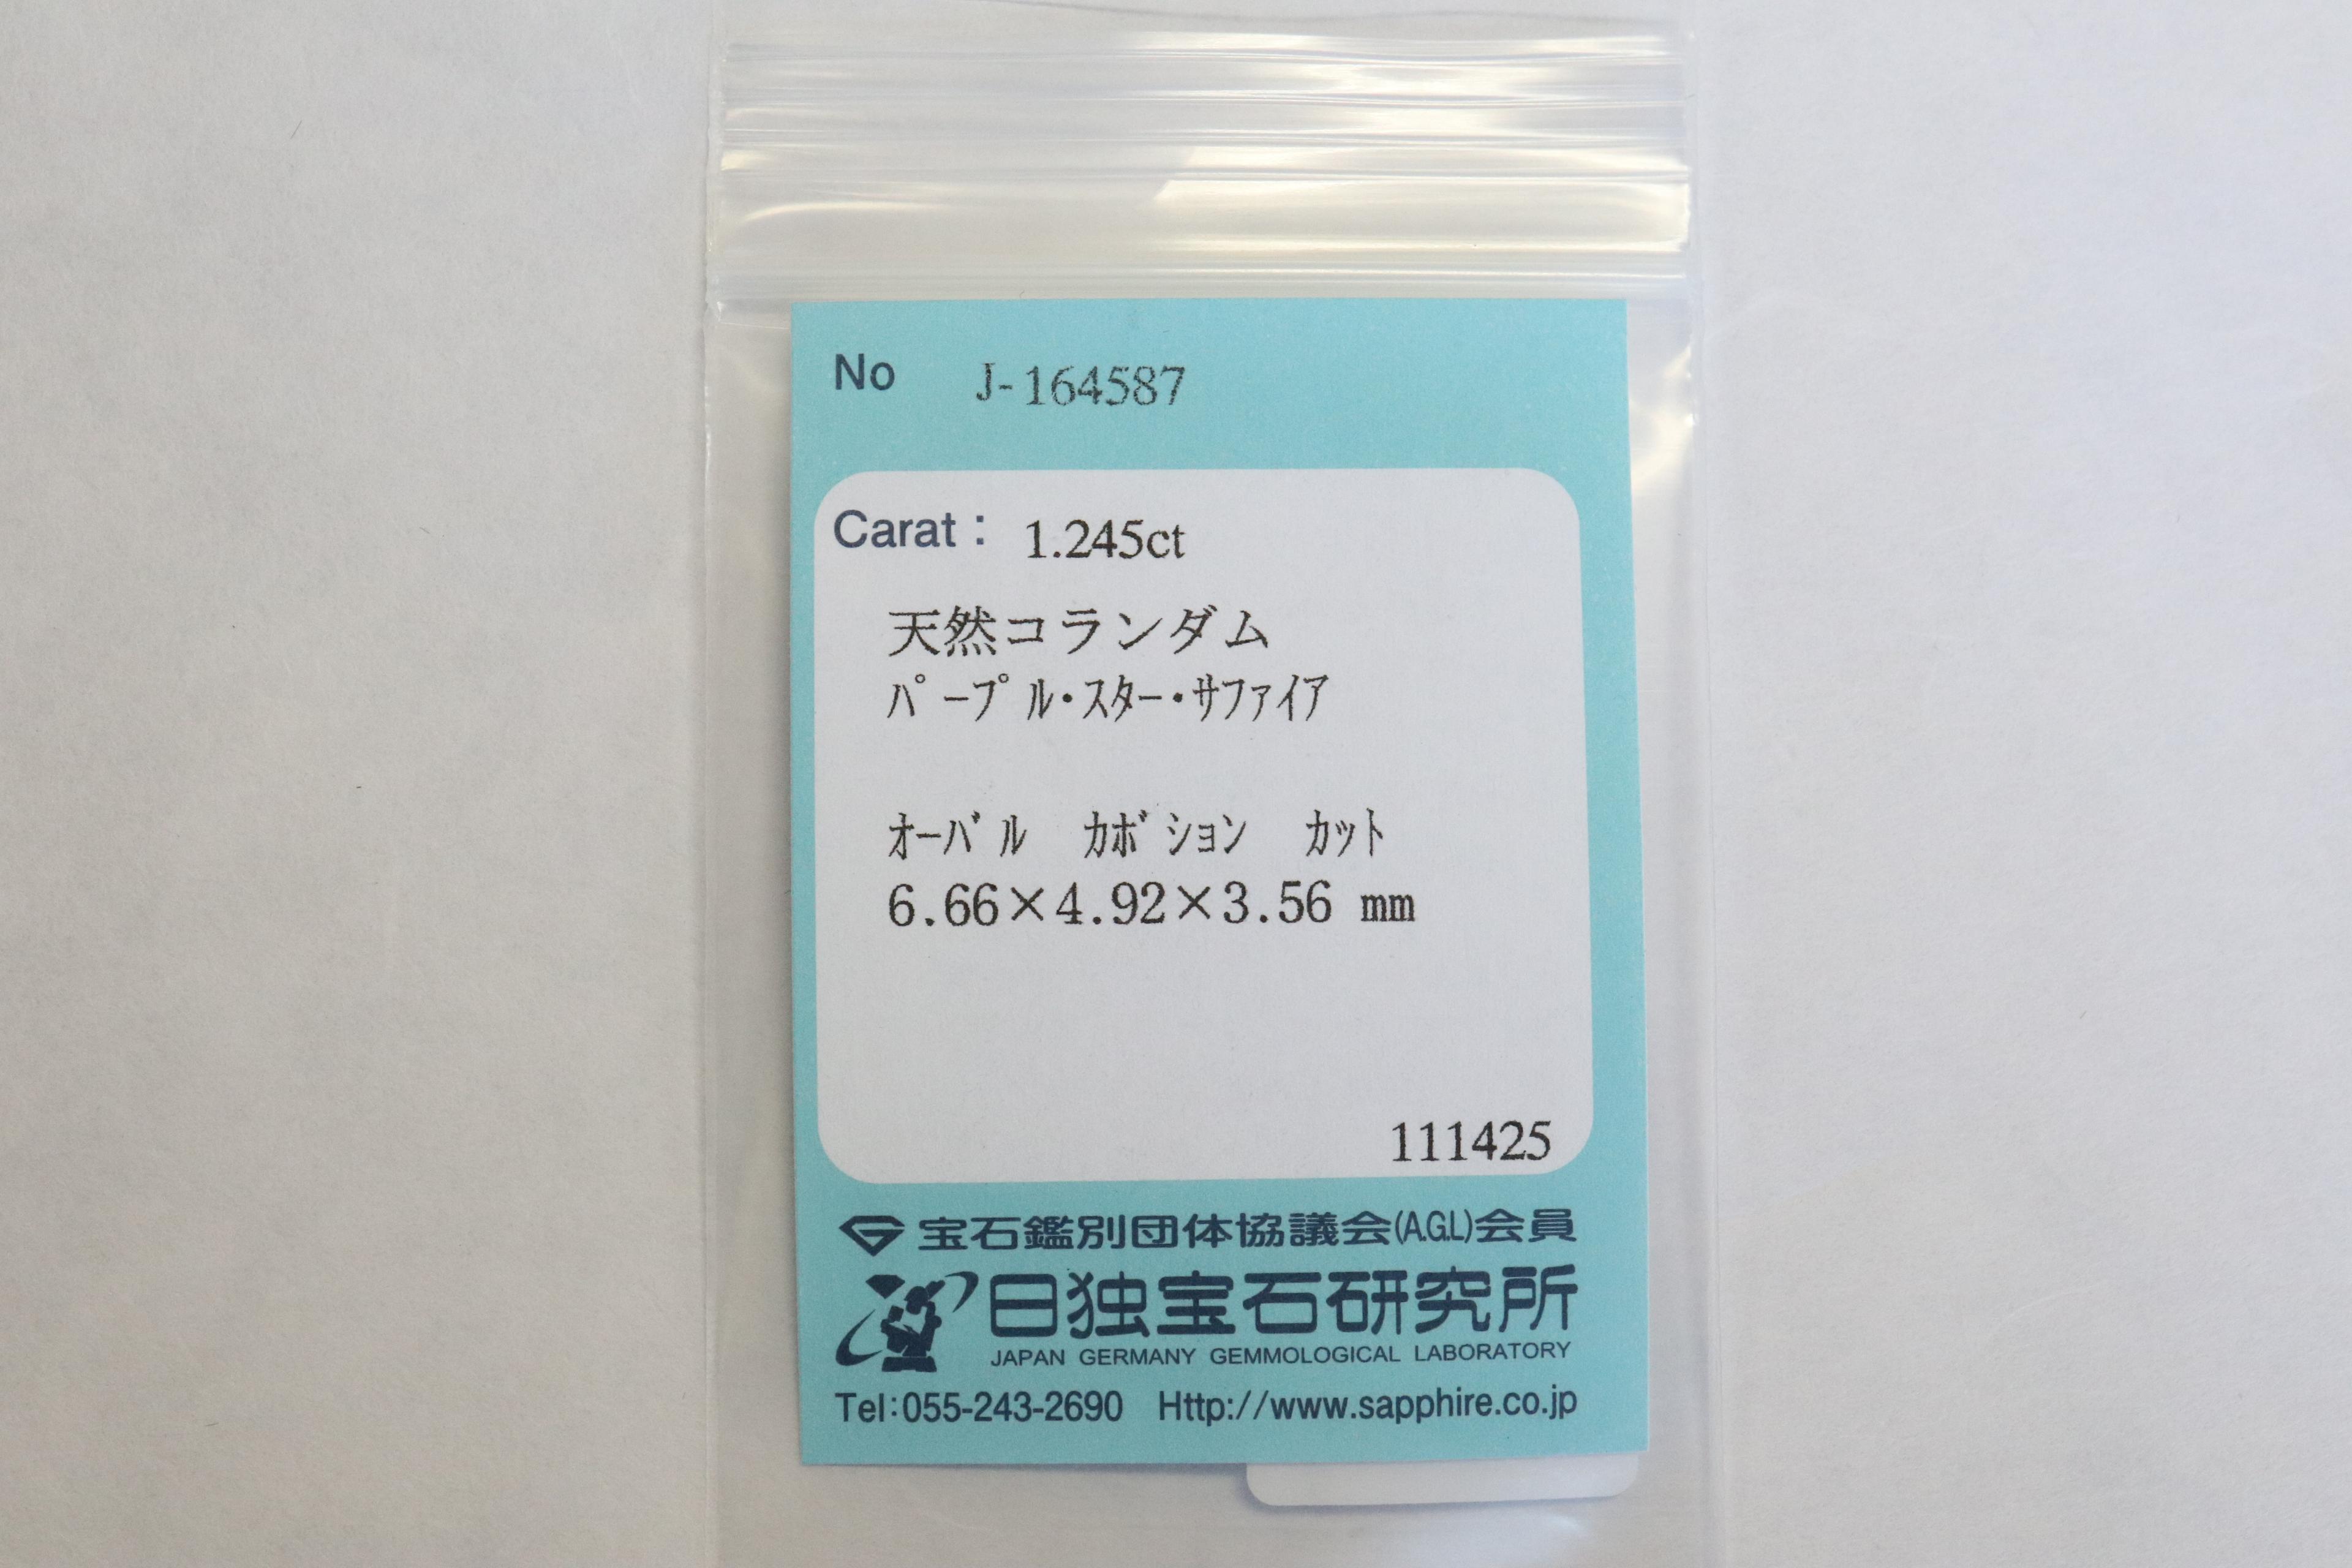 No J-164587
Carat： 1.245ct
天然コランダム
ﾊﾟｰﾌﾟﾙ･ｽﾀｰ･ｻﾌｧｲｱ
ｵｰﾊﾞﾙ ｶﾎﾞｼｮﾝ ｶｯﾄ
6.66×4.92×3.56 mm
111425
宝石鑑別団体協議会(A.G.L)会員
日独宝石研究所
JAPAN GERMANY GEMMOLOGICAL LABORATORY
Tel:055-243-2690 Http://www.sapphire.co.jp